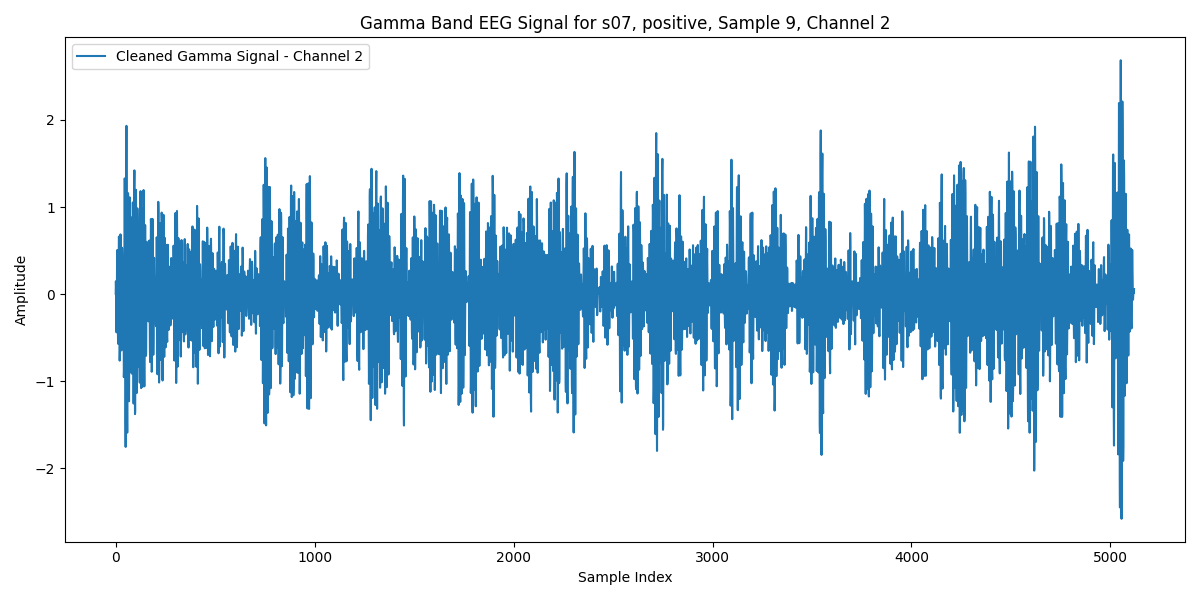 Gamma Band EEG Signal for s07, positive, Sample 9, Channel 2
Cleaned Gamma Signal - Channel 2
Amplitude
2
1
0
−1
−2
0 1000 2000 3000 4000 5000
Sample Index